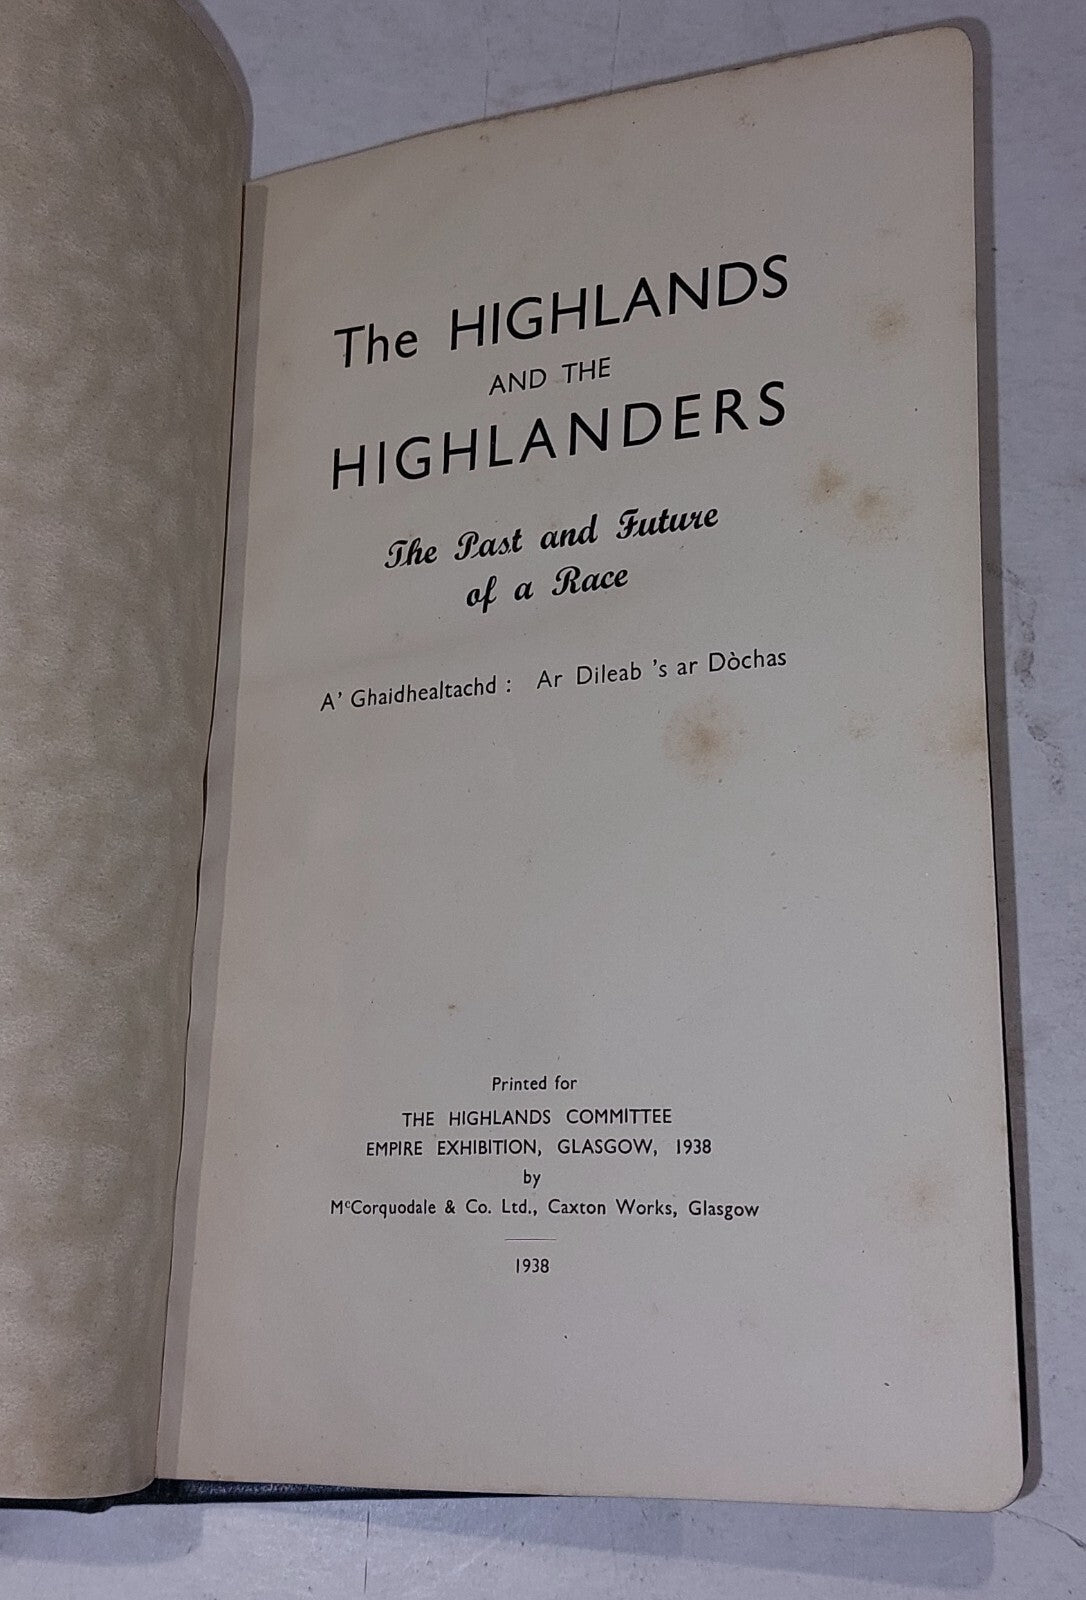 The HIGHLANDS
AND THE
HIGHLANDERS
The Past and Future
of a Race
A' Ghaidhealtachd : Ar Dileab 's ar Dòchas
Printed for
THE HIGHLANDS COMMITTEE
EMPIRE EXHIBITION, GLASGOW, 1938
by
McCorquodale & Co. Ltd., Caxton Works, Glasgow
1938